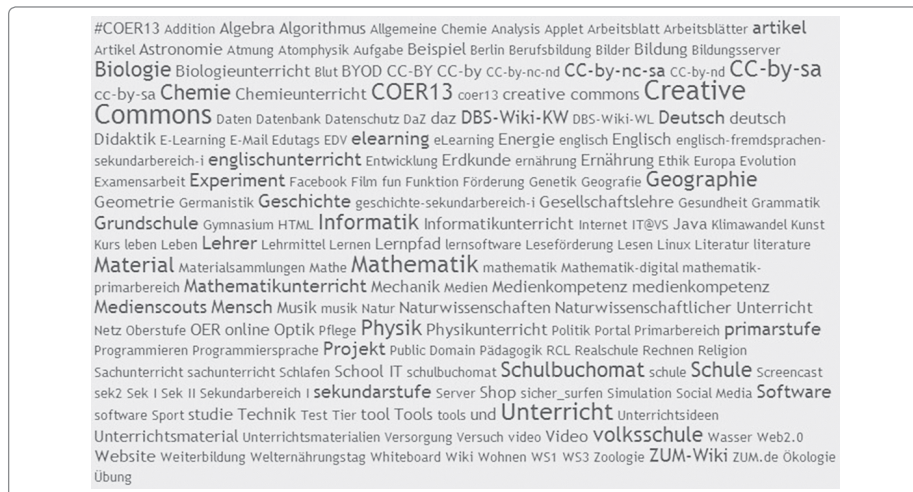 #COER13 Addition Algebra Algorithmus Allgemeine Chemie Analysis Applet Arbeitsblatt Arbeitsblätter artikel
Artikel Astronomie Atmung Atomphysik Aufgabe Beispiel Berlin Berufsbildung Bilder Bildung Bildungsserver
Biologie Biologieunterricht Blut BYOD CC-BY CC-by CC-by-nc-nd CC-by-nc-sa CC-by-nd CC-by-sa
cc-by-sa Chemie Chemieunterricht COER13 coer13 creative commons Creative
Commons Daten Datenbank Datenschutz DaZ daz DBS-Wiki-KW DBS-Wiki-WL Deutsch deutsch
Didaktik E-Learning E-Mail Edutags EDV elearning eLearning Energie englisch Englisch englisch-fremdsprachen-
sekundarbereich-i englischunterricht Entwicklung Erdkunde ernährung Ernährung Ethik Europa Evolution
Examensarbeit Experiment Facebook Film fun Funktion Förderung Genetik Geografie Geographie
Geometrie Germanistik Geschichte geschichte-sekundarbereich-i Gesellschaftslehre Gesundheit Grammatik
Grundschule Gymnasium HTML Informatik Informatikunterricht Internet IT@VS Java Klimawandel Kunst
Kurs leben Leben Lehrer Lehrmittel Lernen Lernpfad lernsoftware Leseförderung Lesen Linux Literatur literature
Material Materialsammlungen Mathe Mathematik mathematik Mathematik-digital mathematik-
primarbereich Mathematikunterricht Mechanik Medien Medienkompetenz medienkompetenz
Medienscouts Mensch Musik musik Natur Naturwissenschaften Naturwissenschaftlicher Unterricht
Netz Oberstufe OER online Optik Pflege Physik Physikunterricht Politik Portal Primarbereich primarstufe
Programmieren Programmiersprache Projekt Public Domain Pädagogik RCL Realschule Rechnen Religion
Sachunterricht sachunterricht Schlafen School IT schulbuchomat Schulbuchomat schule Schule Screencast
sek2 Sek I Sek II Sekundarbereich I sekundarstufe Server Shop sicher_surfen Simulation Social Media Software
software Sport studie Technik Test Tier tool Tools tools und Unterricht Unterrichtsideen
Unterrichtsmaterial Unterrichtsmaterialien Versorgung Versuch video Video volksschule Wasser Web2.0
Website Weiterbildung Welternährungstag Whiteboard Wiki Wohnen WS1 WS3 Zoologie ZUM-Wiki ZUM.de Ökologie
Übung